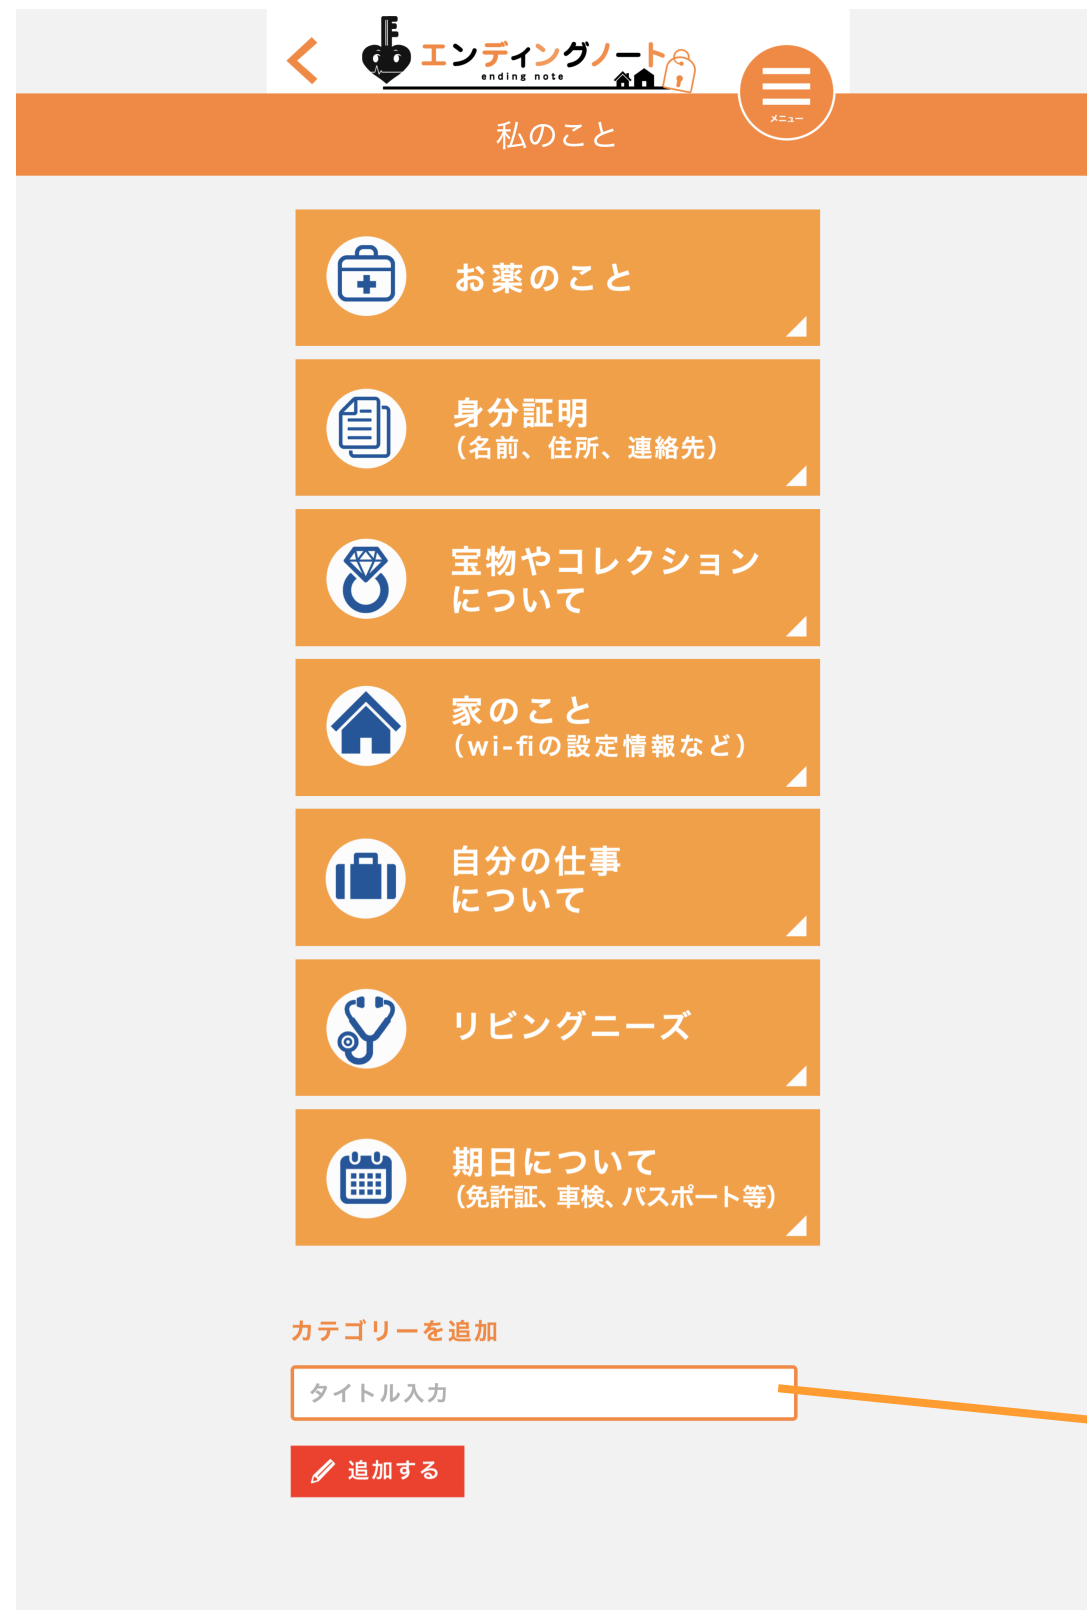 エンディングノート
ending note
メニュー
私のこと
お薬のこと
身分証明
（名前、住所、連絡先）
宝物やコレクション
について
家のこと
（wi-fiの設定情報など）
自分の仕事
について
リビングニーズ
期日について
（免許証、車検、パスポート等）
カテゴリーを追加
タイトル入力
追加する